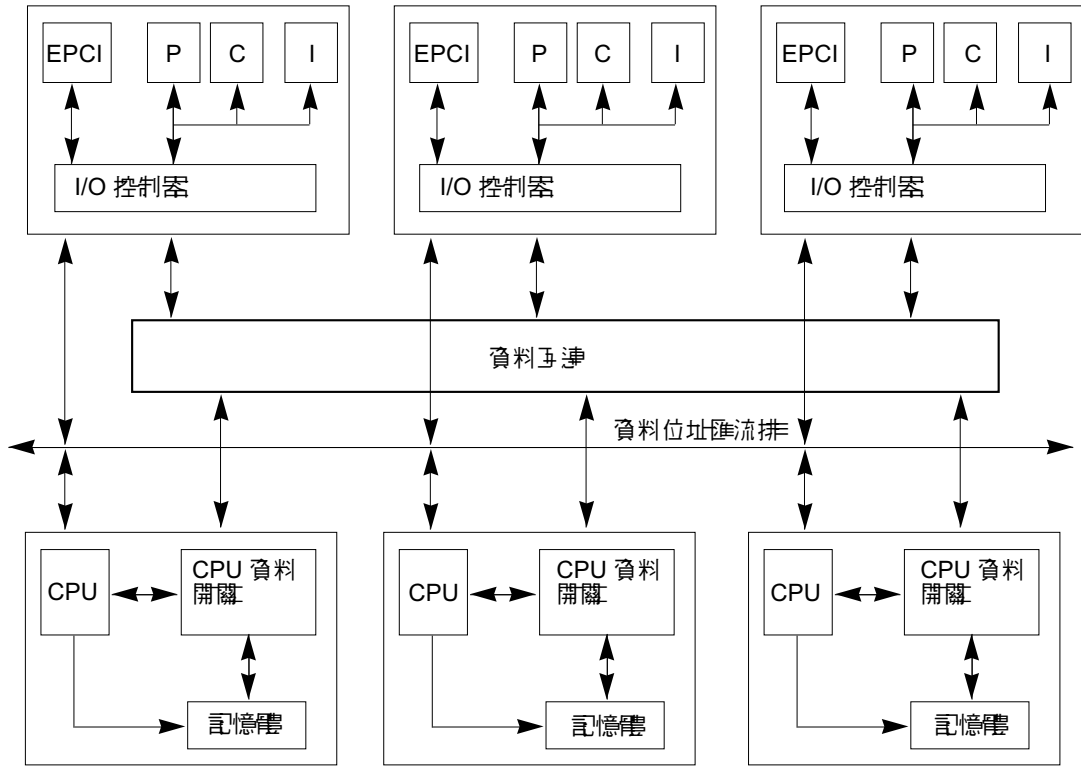 EPCI P C I
EPCI P C I
EPCI P C I
I/O 控制器
I/O 控制器
I/O 控制器
資料互連
資料位址匯流排
CPU
CPU 資料
開關
CPU
CPU 資料
開關
CPU
CPU 資料
開關
記憶體
記憶體
記憶體